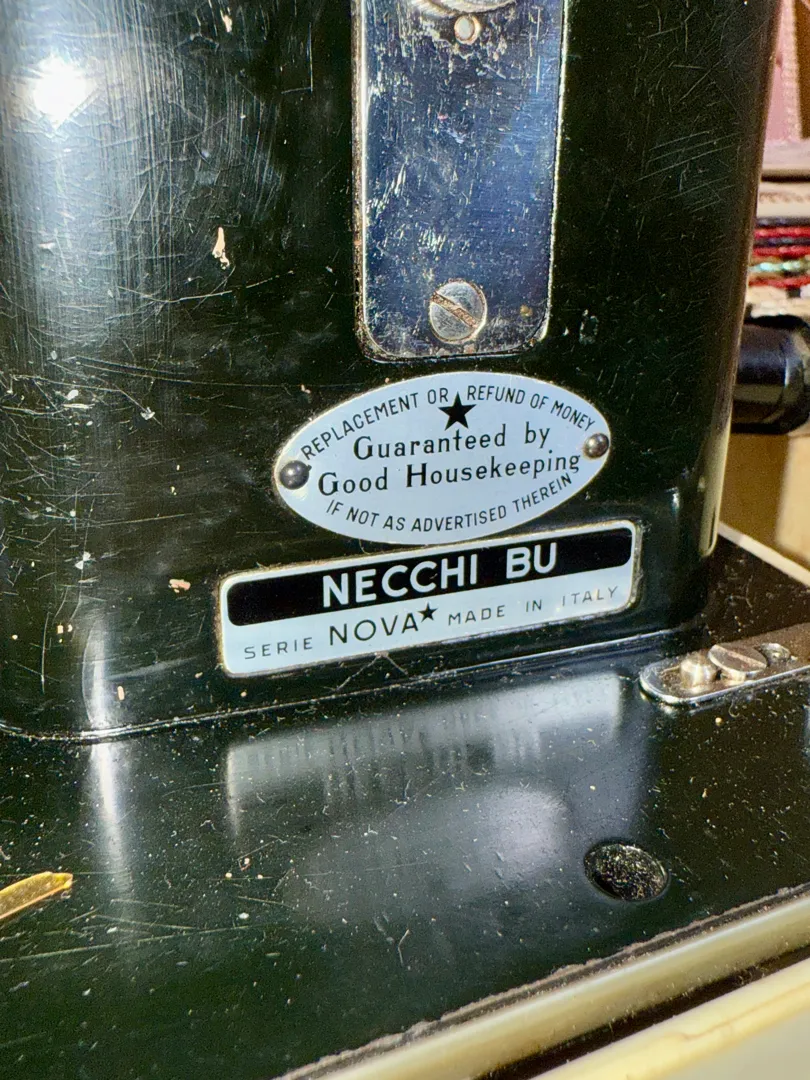 REPLACEMENT OR ★ REFUND OF MONEY
Guaranteed by
Good Housekeeping
IF NOT AS ADVERTISED THEREIN
NECCHI BU
SERIE NOVA★ MADE IN ITALY